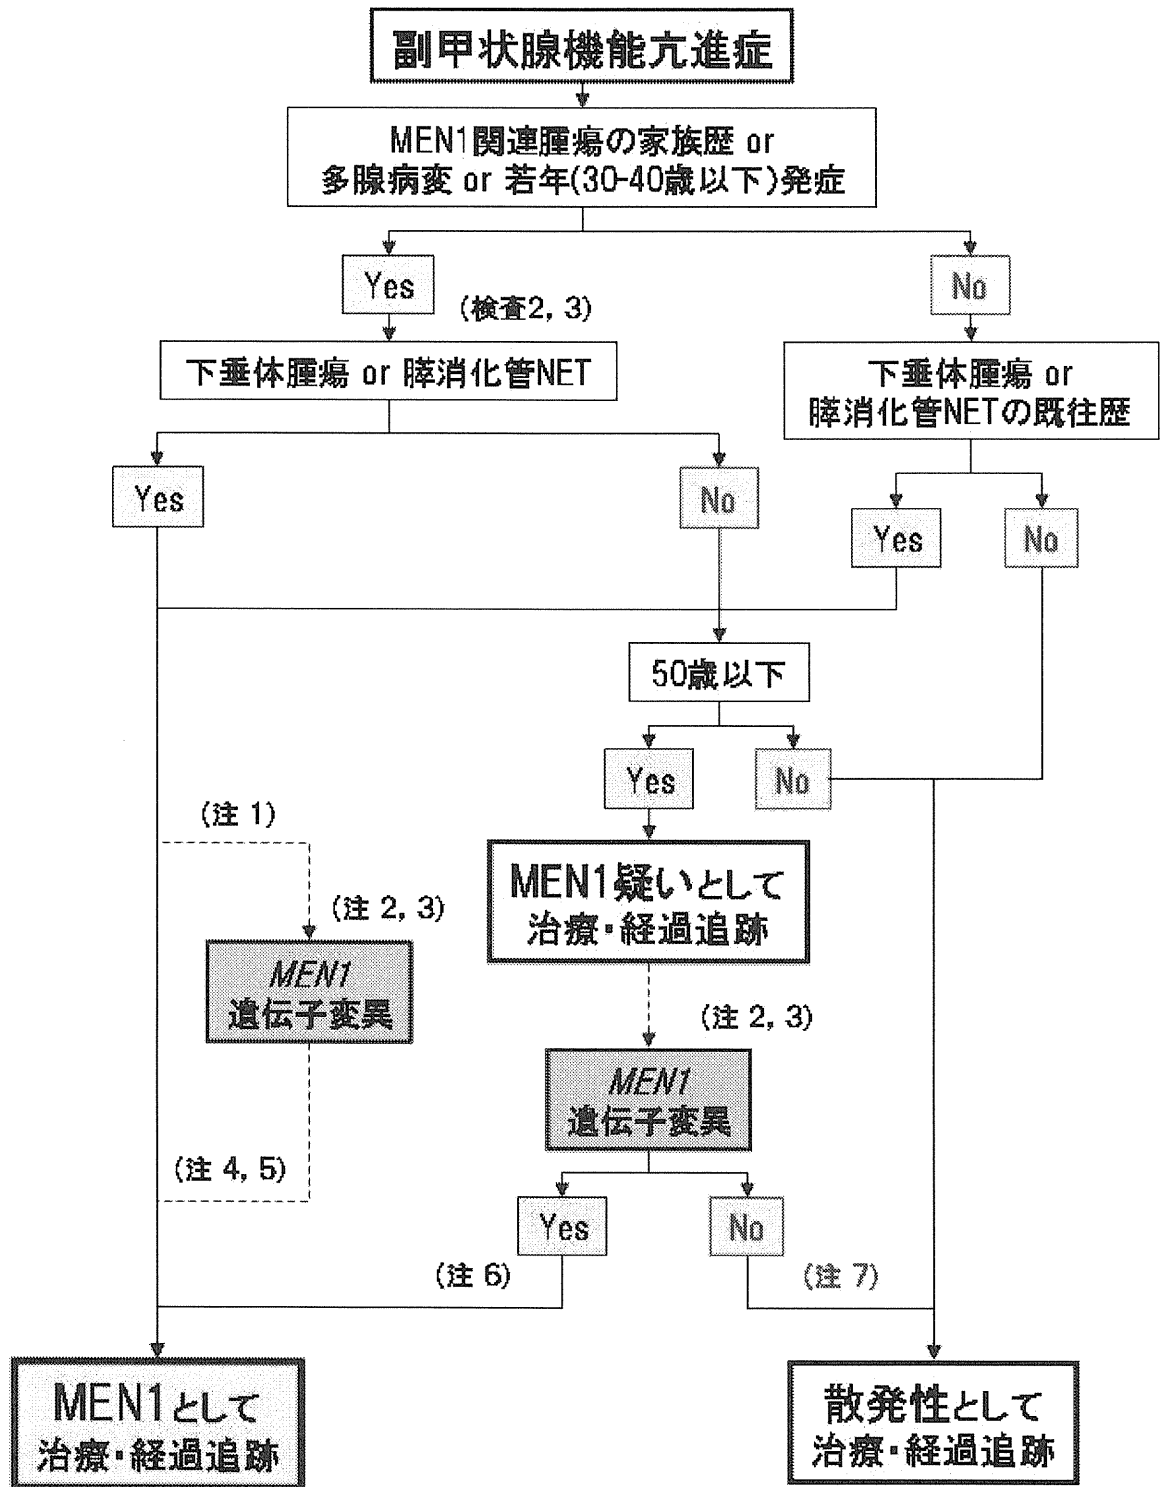 副甲状腺機能亢進症
MEN1関連腫瘍の家族歴 or
多腺病変 or 若年(30-40歳以下)発症
Yes
No
(検査2, 3)
下垂体腫瘍 or 膵消化管NET
下垂体腫瘍 or
膵消化管NETの既往歴
Yes
No
Yes
No
50歳以下
Yes
No
(注 1)
MEN1疑いとして
治療・経過追跡
(注 2, 3)
MEN1
遺伝子変異
(注 2, 3)
MEN1
遺伝子変異
(注 4, 5)
Yes
No
(注 6)
(注 7)
MEN1として
治療・経過追跡
散発性として
治療・経過追跡